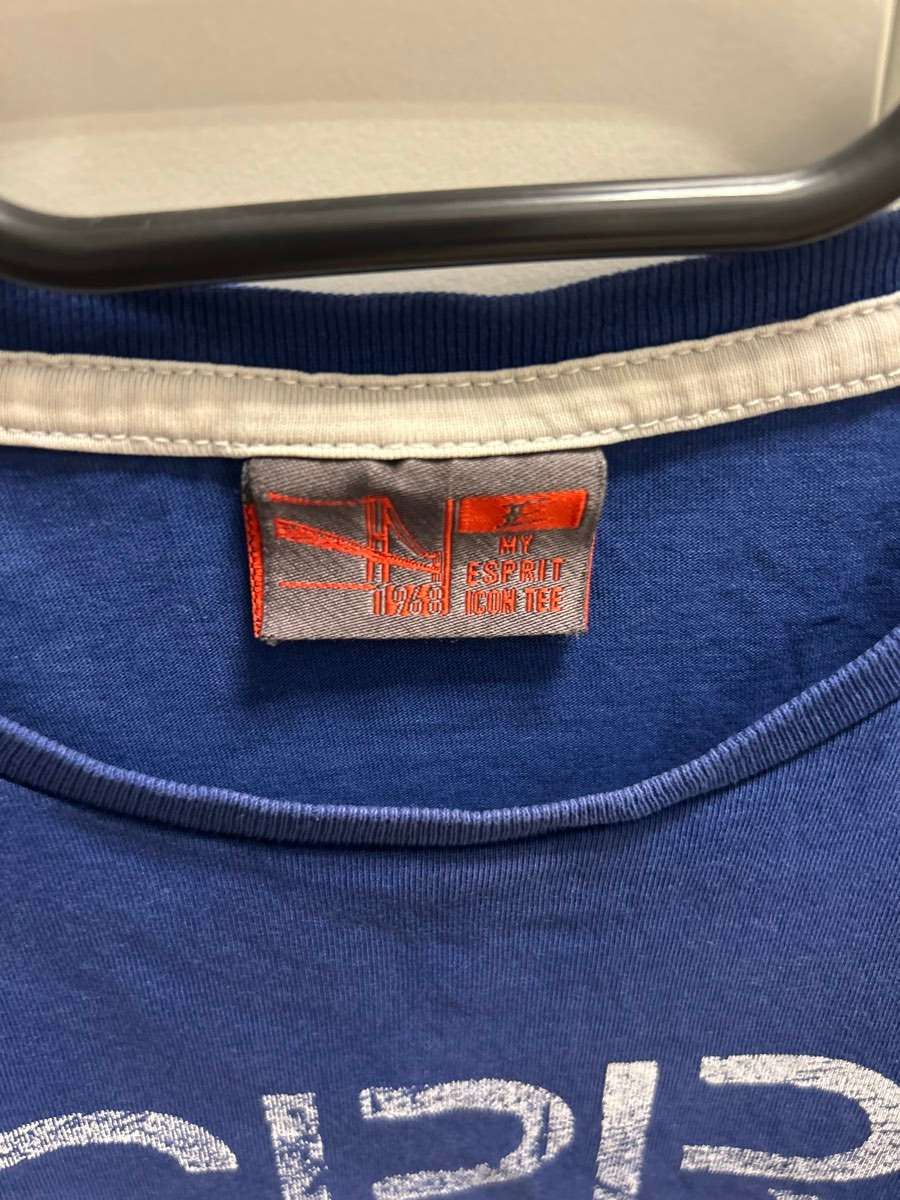 MY
ESPRIT
ICON TEE
1968